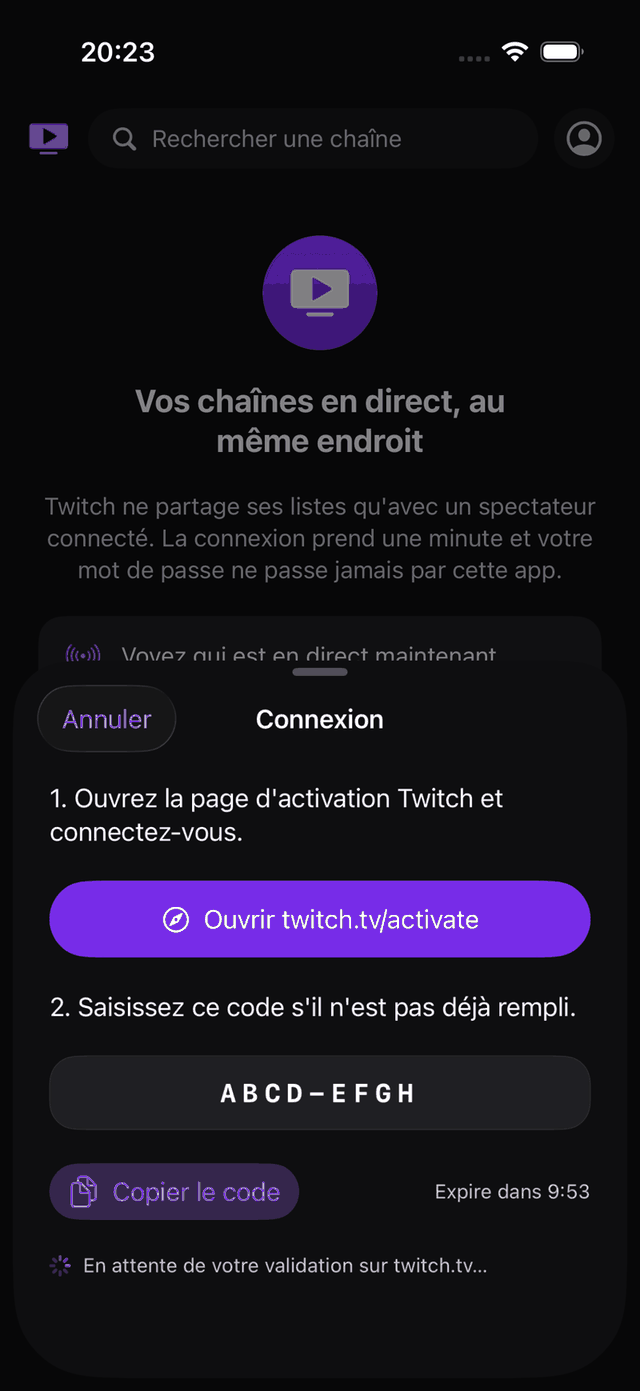 20:23
Rechercher une chaîne
Vos chaînes en direct, au
même endroit
Twitch ne partage ses listes qu'avec un spectateur
connecté. La connexion prend une minute et votre
mot de passe ne passe jamais par cette app.
Voyez qui est en direct maintenant
Annuler
Connexion
1. Ouvrez la page d'activation Twitch et
connectez-vous.
Ouvrir twitch.tv/activate
2. Saisissez ce code s'il n'est pas déjà rempli.
ABCD-EFGH
Copier le code
Expire dans 9:53
En attente de votre validation sur twitch.tv...